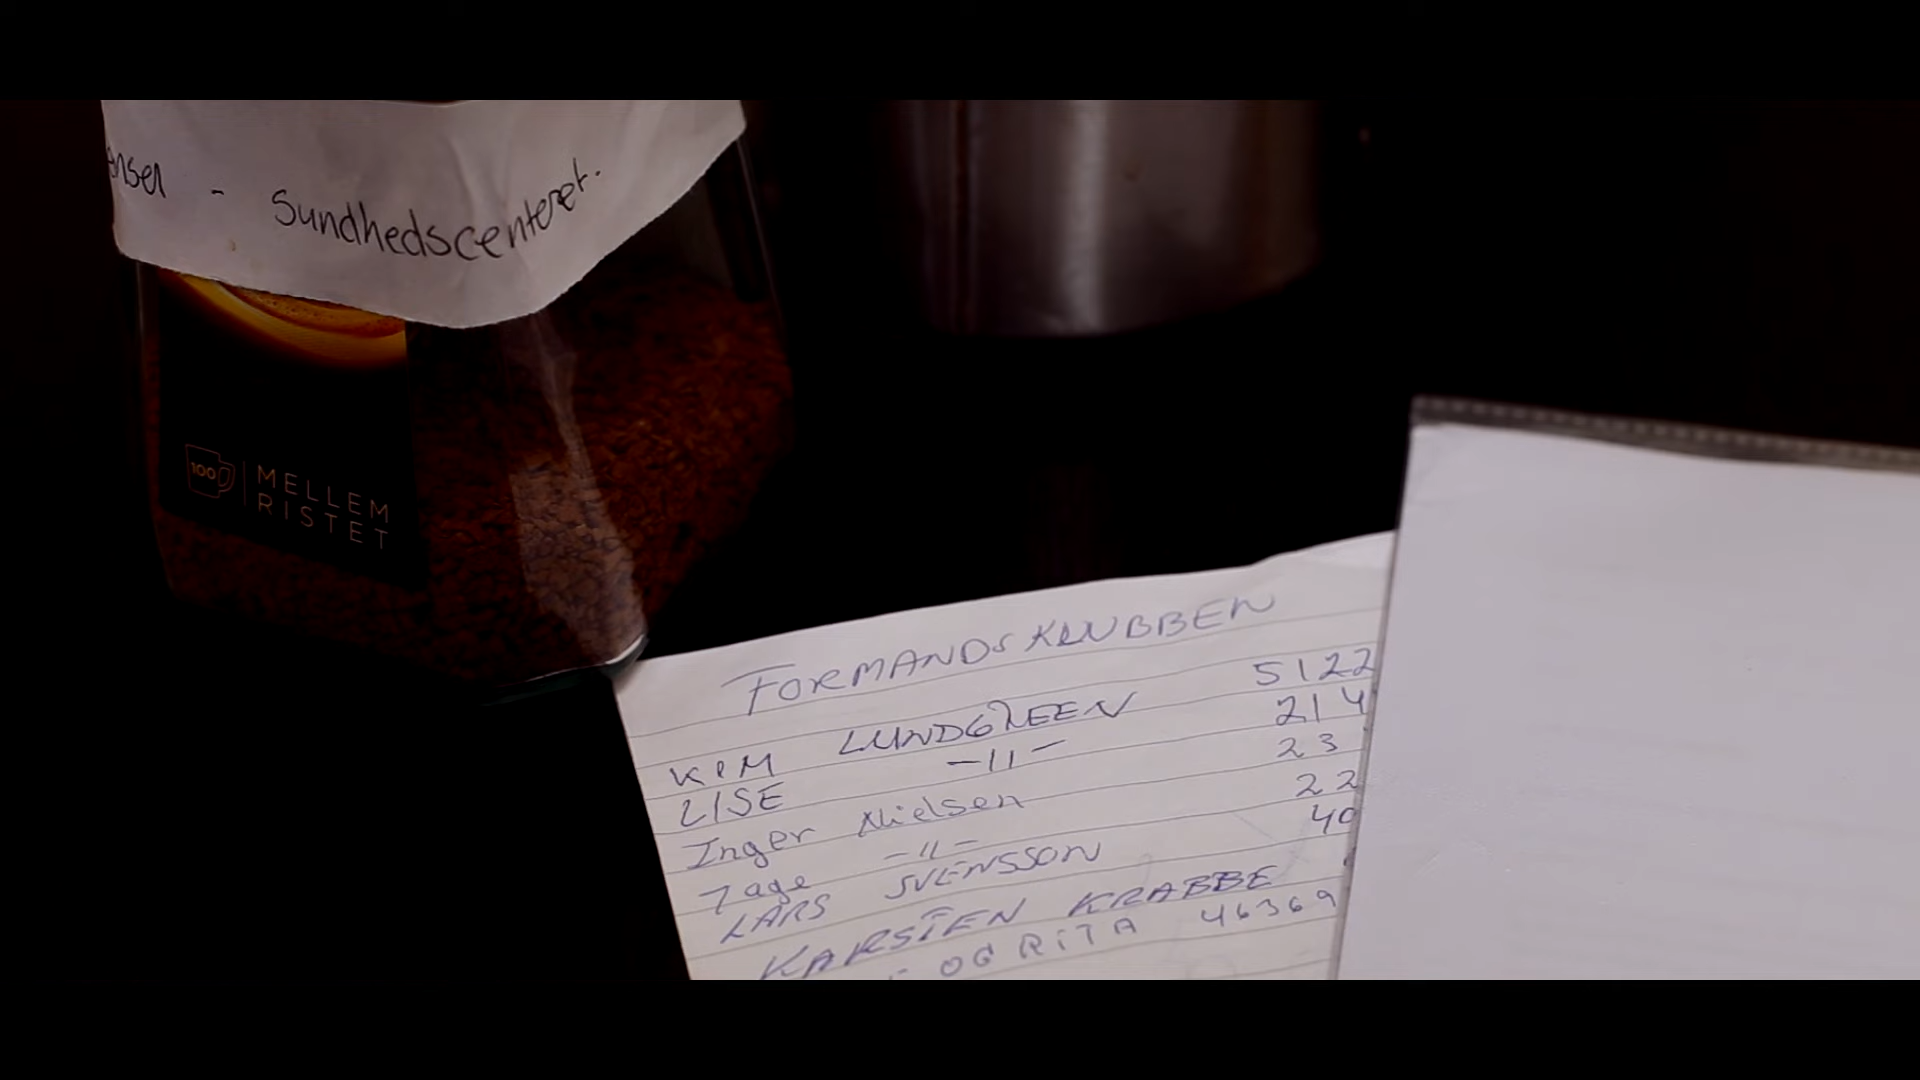 - Sundhedscenteret.
100
MELLEM
RISTET
FORMANDSKLUBBEN
KIM LUNDGREEN 5122
LISE -11- 214
Inger Nielsen 23
Tage -11- 22
LARS SVENSSON 40
KARSTEN KRABBE
OG RITA 46369